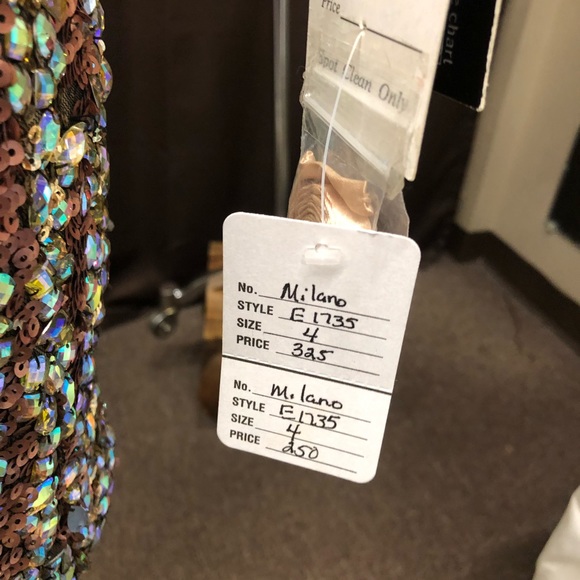 Price
Spot Clean Only
chart
No. Milano
STYLE E1735
SIZE 4
PRICE 325
No. Milano
STYLE E1735
SIZE 4
PRICE 250